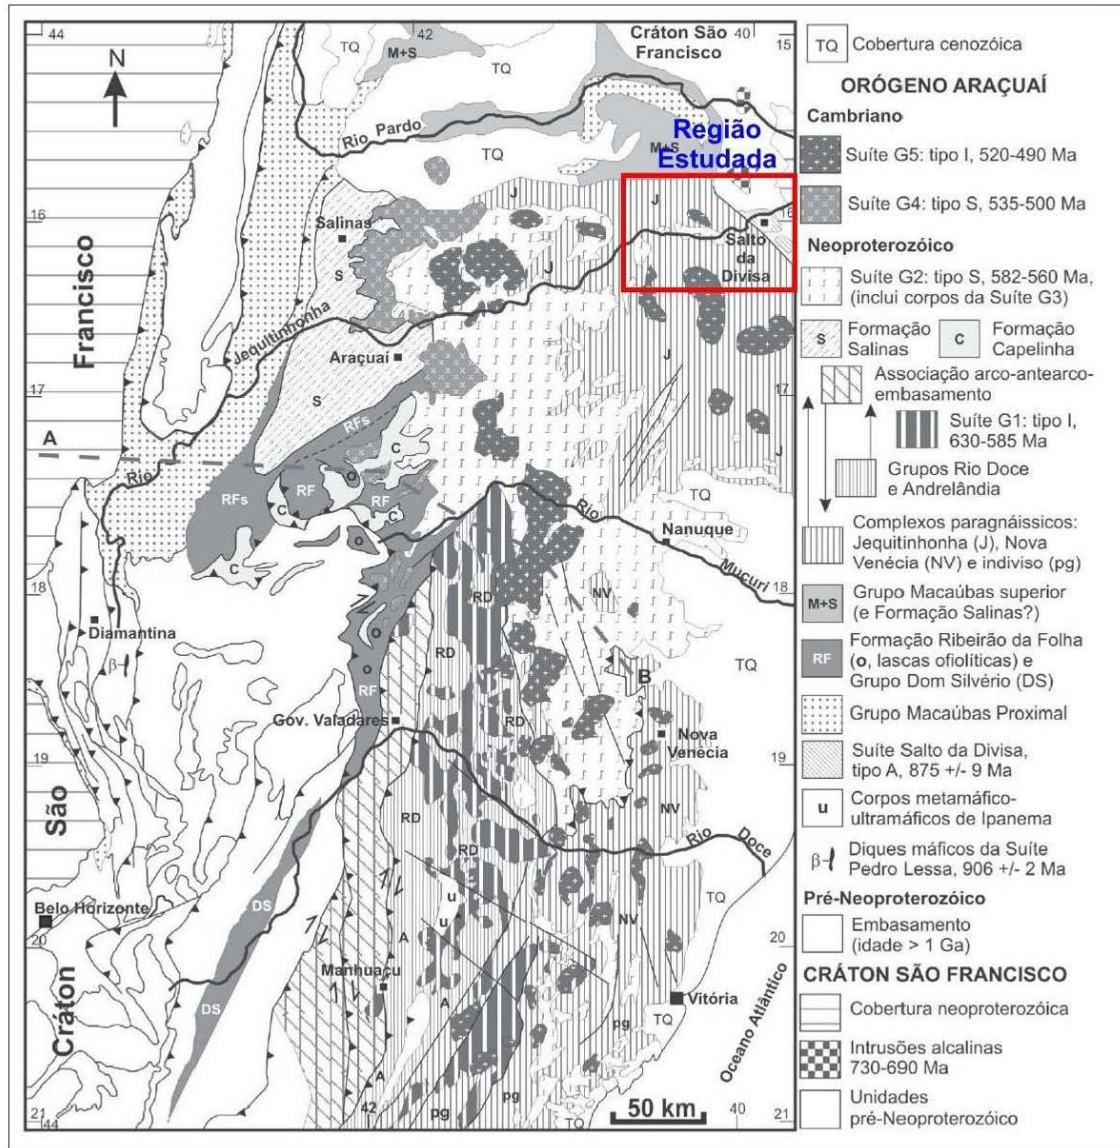 44
42
40
15
N
TQ
M+S
Cráton São
Francisco
TQ
Rio Pardo
TQ
Região
M+S
Estudada
J
J
16
16
Salinas
S
J
Salto
da
Divisa
Francisco
Jequitinhonha
Araçuaí
S
J
17
17
A
RFs
C
J
Rio
RFs
RF
o
RF
C
C
TQ
C
o
Rio
Nanuque
Mucuri
18
18
Diamantina
β
RD
NV
o
RD
TQ
o
RF
B
Gov. Valadares
RD
Nova
Venécia
19
19
São
RD
NV
Rio
Doce
RD
TQ
u
u
Belo Horizonte
DS
NV
20
20
A
Manhuaçu
A
Vitória
DS
TQ
pg
Cráton
Oceano Atlântico
A
pg
pg
50 km
21
44
42
40
21
TQ Cobertura cenozóica
ORÓGENO ARAÇUAÍ
Cambriano
Suíte G5: tipo I, 520-490 Ma
Suíte G4: tipo S, 535-500 Ma
Neoproterozóico
Suíte G2: tipo S, 582-560 Ma,
(inclui corpos da Suíte G3)
S Formação Salinas
C Formação Capelinha
Associação arco-antearco-
embasamento
Suíte G1: tipo I,
630-585 Ma
Grupos Rio Doce
e Andrelândia
Complexos paragnáissicos:
Jequitinhonha (J), Nova
Venécia (NV) e indiviso (pg)
M+S Grupo Macaúbas superior
(e Formação Salinas?)
RF Formação Ribeirão da Folha
(o, lascas ofiolíticas) e
Grupo Dom Silvério (DS)
Grupo Macaúbas Proximal
Suíte Salto da Divisa,
tipo A, 875 +/- 9 Ma
u Corpos metamáfico-
ultramáficos de Ipanema
β Diques máficos da Suíte
Pedro Lessa, 906 +/- 2 Ma
Pré-Neoproterozóico
Embasamento
(idade > 1 Ga)
CRÁTON SÃO FRANCISCO
Cobertura neoproterozóica
Intrusões alcalinas
730-690 Ma
Unidades
pré-Neoproterozóico